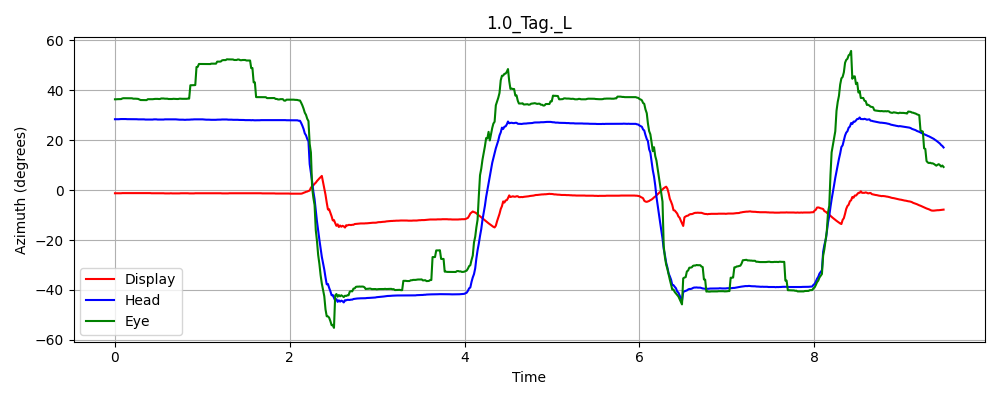 1.0_Tag._L
Azimuth (degrees)
60
40
20
0
−20
−40
−60
Display
Head
Eye
0 2 4 6 8
Time